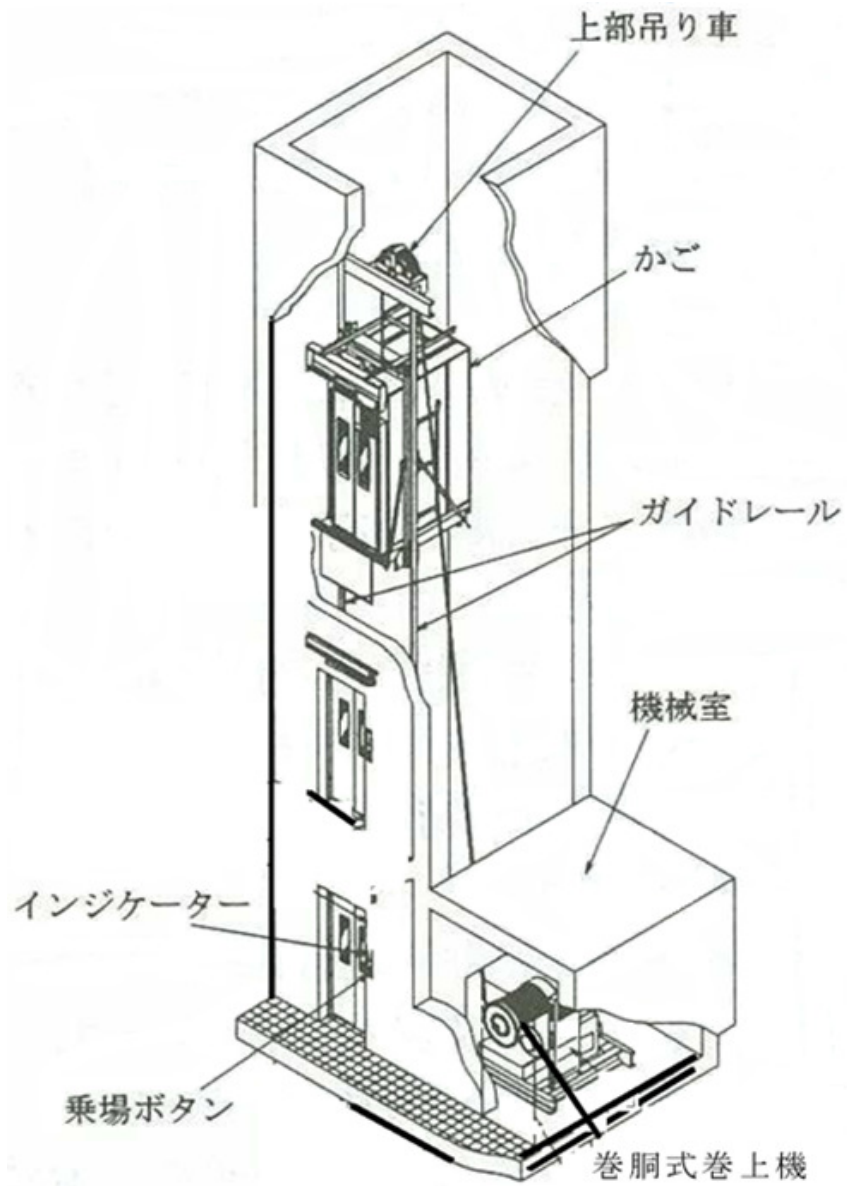 上部吊り車
かご
ガイドレール
機械室
インジケーター
乗場ボタン
巻胴式巻上機